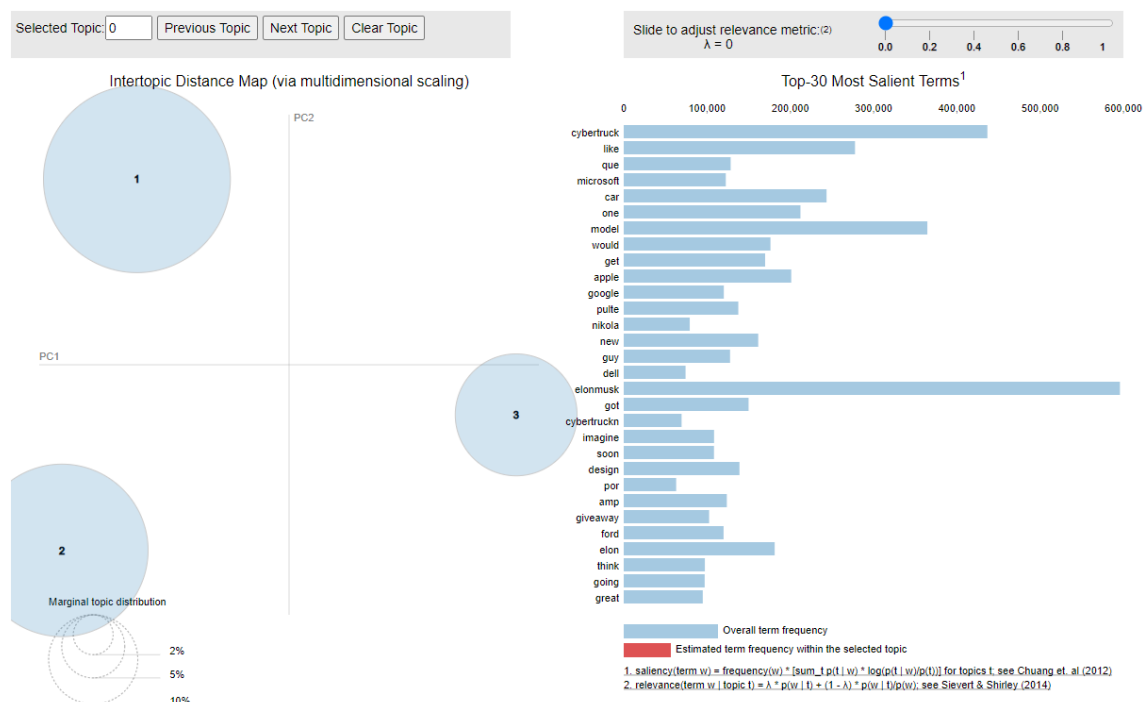 Selected Topic: 0 Previous Topic Next Topic Clear Topic
Slide to adjust relevance metric:(2)
λ = 0
0.0 0.2 0.4 0.6 0.8 1
Intertopic Distance Map (via multidimensional scaling)
PC2
PC1
1
2
3
Marginal topic distribution
2%
5%
10%
Top-30 Most Salient Terms1
0 100,000 200,000 300,000 400,000 500,000 600,000
cybertruck
like
que
microsoft
car
one
model
would
get
apple
google
pulte
nikola
new
guy
dell
elonmusk
got
cybertruckn
imagine
soon
design
por
amp
giveaway
ford
elon
think
going
great
Overall term frequency
Estimated term frequency within the selected topic
1. saliency(term w) = frequency(w) * [sum_t p(t | w) * log(p(t | w)/p(t))] for topics t; see Chuang et. al (2012)
2. relevance(term w | topic t) = λ * p(w | t) + (1 - λ) * p(w | t)/p(w); see Sievert & Shirley (2014)